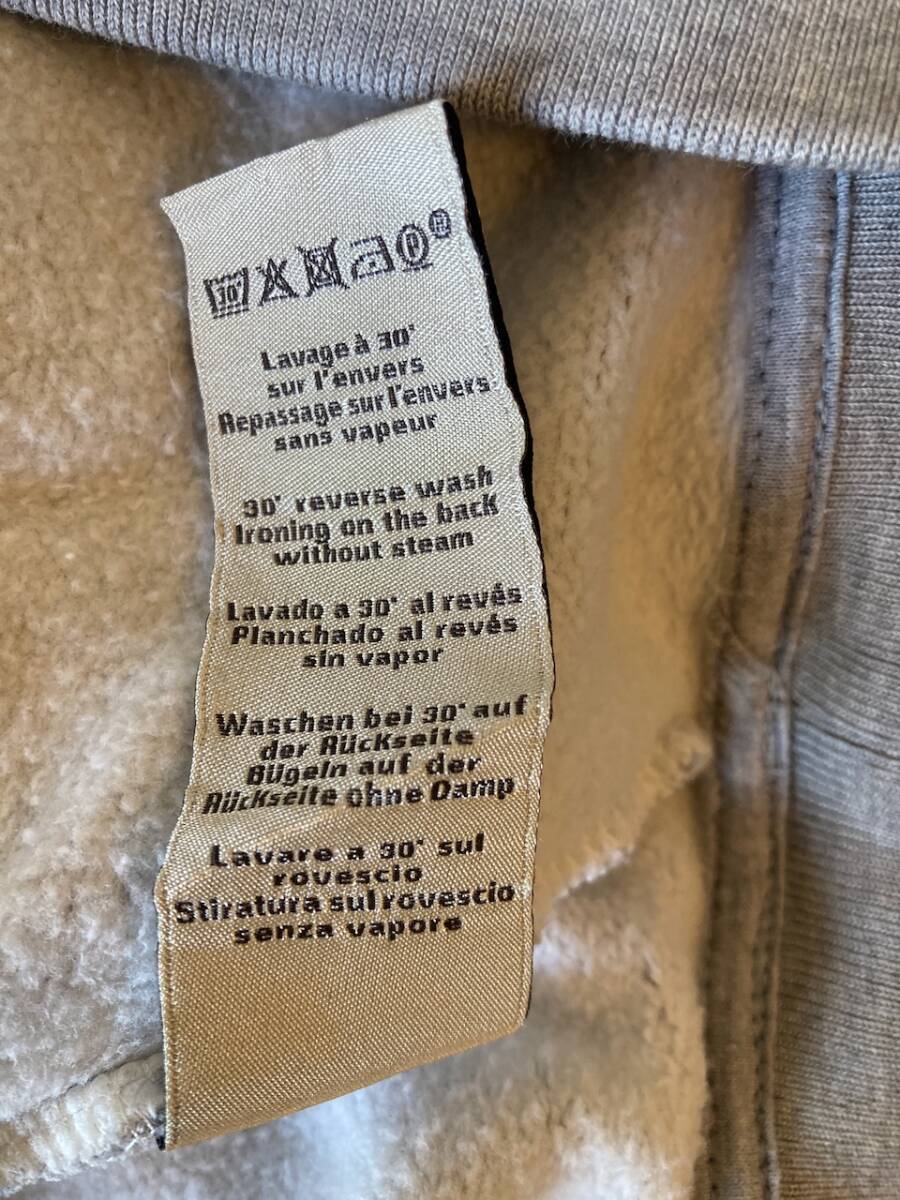 30°
P
Lavage à 30°
sur l'envers
Repassage sur l'envers
sans vapeur
30° reverse wash
Ironing on the back
without steam
Lavado a 30° al revés
Planchado al revés
sin vapor
Waschen bei 30° auf
der Rückseite
Bügeln auf der
Rückseite ohne Damp
Lavare a 30° sul
rovescio
Stiratura sul rovescio
senza vapore